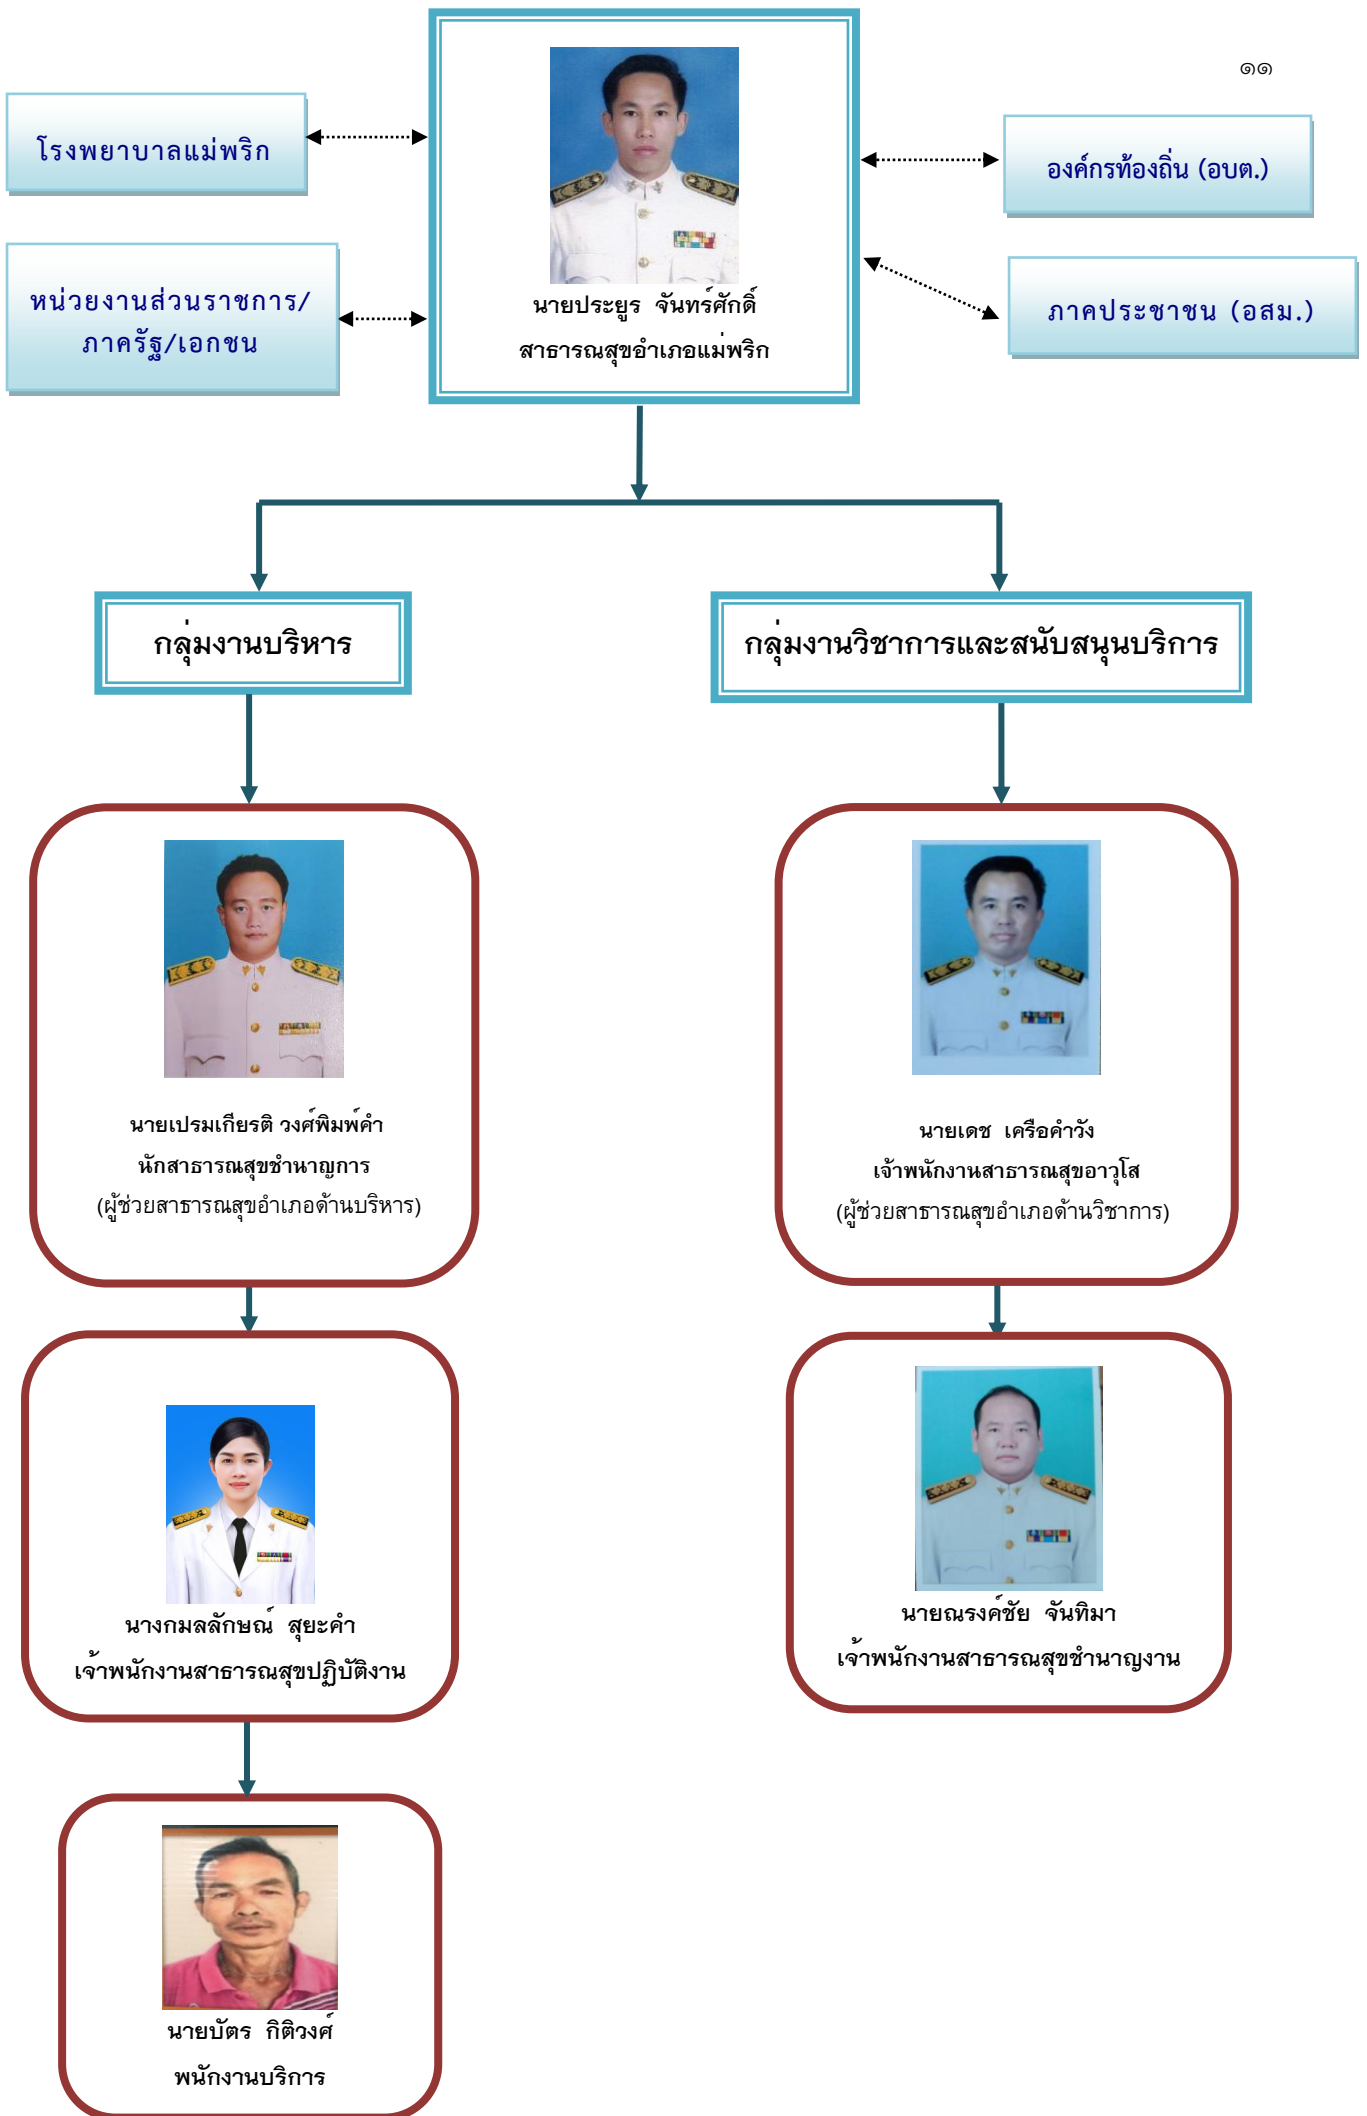 ๑๑
โรงพยาบาลแม่พริก
หน่วยงานส่วนราชการ/
ภาครัฐ/เอกชน
นายประยูร จันทร์ศักดิ์
สาธารณสุขอำเภอแม่พริก
องค์กรท้องถิ่น (อบต.)
ภาคประชาชน (อสม.)
กลุ่มงานบริหาร
กลุ่มงานวิชาการและสนับสนุนบริการ
นายเปรมเกียรติ วงศ์พิมพ์คำ
นักสาธารณสุขชำนาญการ
(ผู้ช่วยสาธารณสุขอำเภอด้านบริหาร)
นายเดช เครือคำวัง
เจ้าพนักงานสาธารณสุขอาวุโส
(ผู้ช่วยสาธารณสุขอำเภอด้านวิชาการ)
นางกมลลักษณ์ สุยะคำ
เจ้าพนักงานสาธารณสุขปฏิบัติงาน
นายณรงค์ชัย จันทิมา
เจ้าพนักงานสาธารณสุขชำนาญงาน
นายบัตร กิติวงศ์
พนักงานบริการ